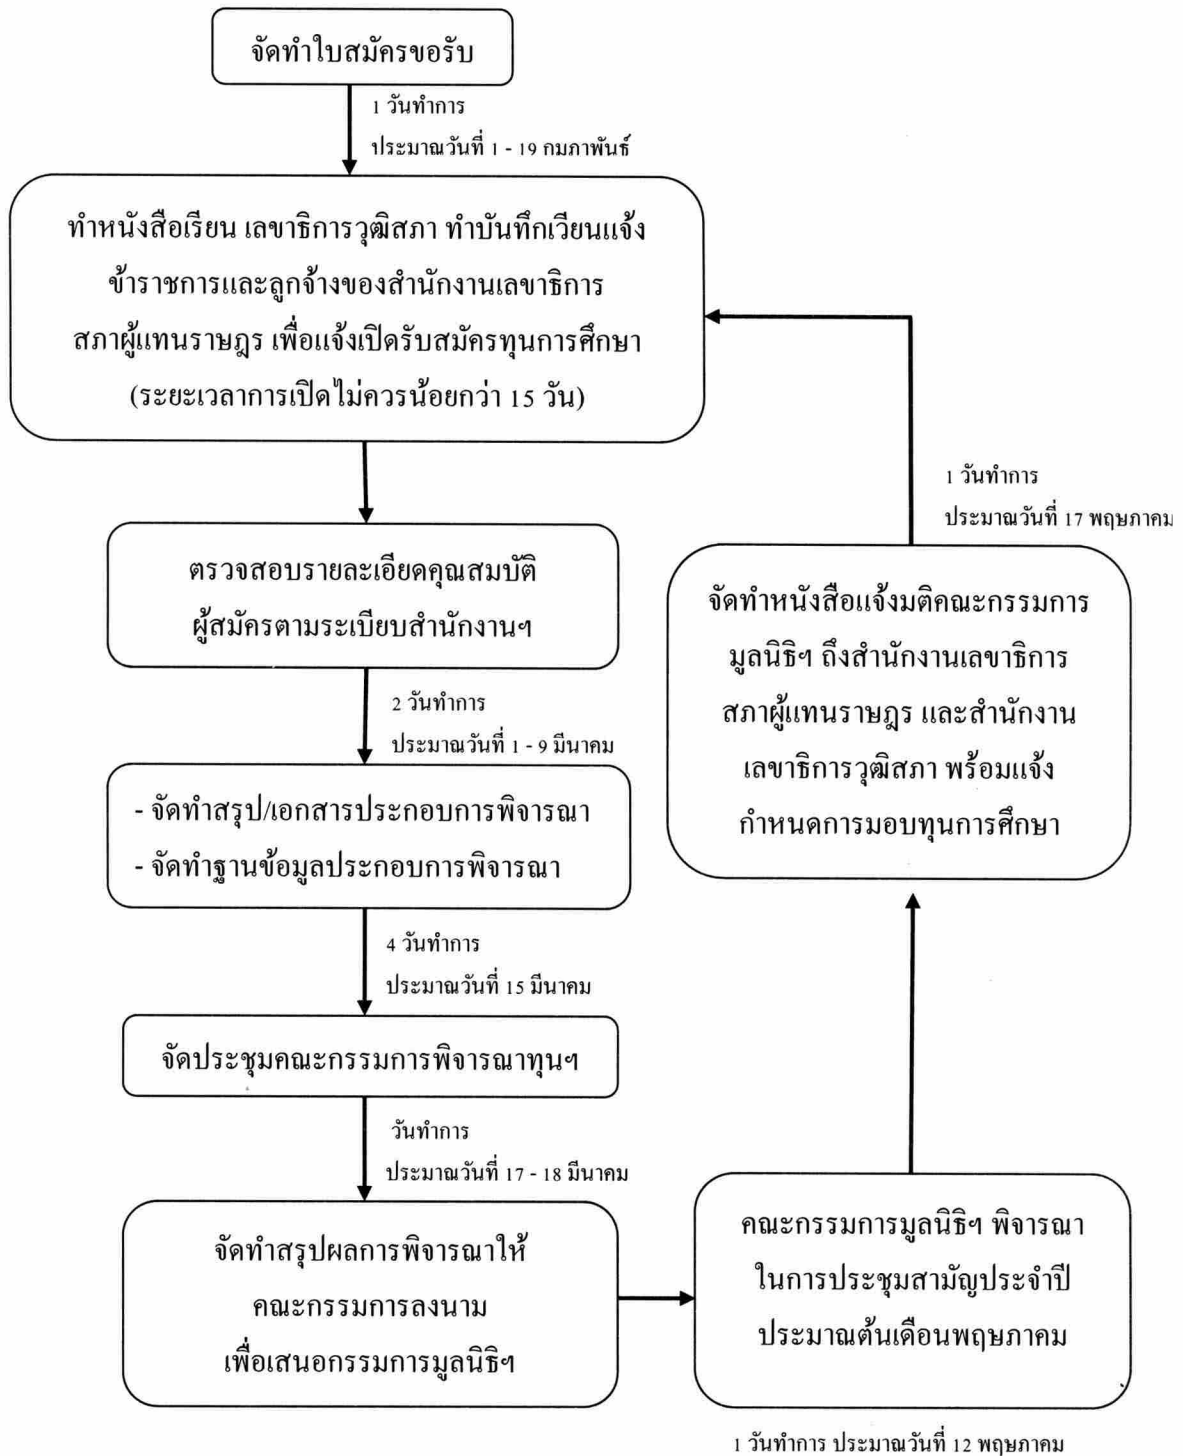 จัดทำใบสมัครขอรับ
1 วันทำการ
ประมาณวันที่ 1 - 19 กมภาพันธ์
ทำหนังสือเรียน เลขาธิการวุฒิสภา ทำบันทึกเวียนแจ้ง
ข้าราชการและลูกจ้างของสำนักงานเลขาธิการ
สภาผู้แทนราษฎร เพื่อแจ้งเปิดรับสมัครทุนการศึกษา
(ระยะเวลาการเปิดไม่ควรน้อยกว่า 15 วัน)
ตรวจสอบรายละเอียดคุณสมบัติ
ผู้สมัครตามระเบียบสำนักงานฯ
2 วันทำการ
ประมาณวันที่ 1 - 9 มีนาคม
- จัดทำสรุป/เอกสารประกอบการพิจารณา
- จัดทำฐานข้อมูลประกอบการพิจารณา
4 วันทำการ
ประมาณวันที่ 15 มีนาคม
จัดประชุมคณะกรรมการพิจารณาทุนฯ
วันทำการ
ประมาณวันที่ 17 - 18 มีนาคม
จัดทำสรุปผลการพิจารณาให้
คณะกรรมการลงนาม
เพื่อเสนอกรรมการมูลนิธิฯ
คณะกรรมการมูลนิธิฯ พิจารณา
ในการประชุมสามัญประจำปี
ประมาณต้นเดือนพฤษภาคม
1 วันทำการ ประมาณวันที่ 12 พฤษภาคม
จัดทำหนังสือแจ้งมติคณะกรรมการ
มูลนิธิฯ ถึงสำนักงานเลขาธิการ
สภาผู้แทนราษฎร และสำนักงาน
เลขาธิการวุฒิสภา พร้อมแจ้ง
กำหนดการมอบทุนการศึกษา
1 วันทำการ
ประมาณวันที่ 17 พฤษภาคม